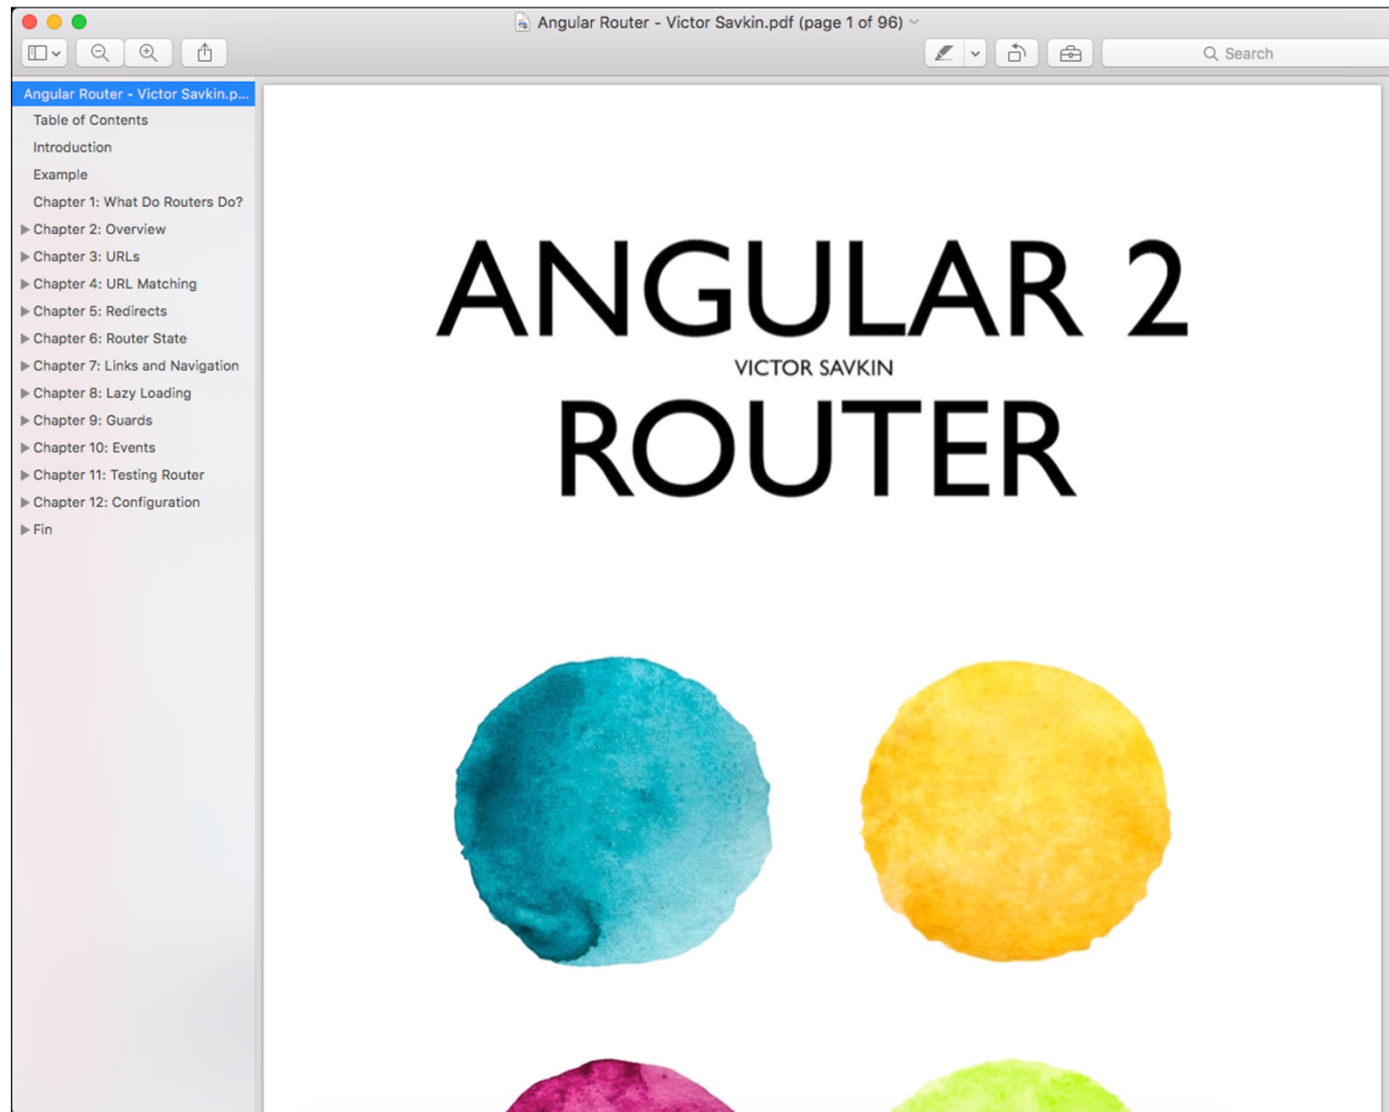 Angular Router - Victor Savkin.pdf (page 1 of 96)
Search
Angular Router - Victor Savkin.p...
Table of Contents
Introduction
Example
Chapter 1: What Do Routers Do?
Chapter 2: Overview
Chapter 3: URLs
Chapter 4: URL Matching
Chapter 5: Redirects
Chapter 6: Router State
Chapter 7: Links and Navigation
Chapter 8: Lazy Loading
Chapter 9: Guards
Chapter 10: Events
Chapter 11: Testing Router
Chapter 12: Configuration
Fin
ANGULAR 2
VICTOR SAVKIN
ROUTER